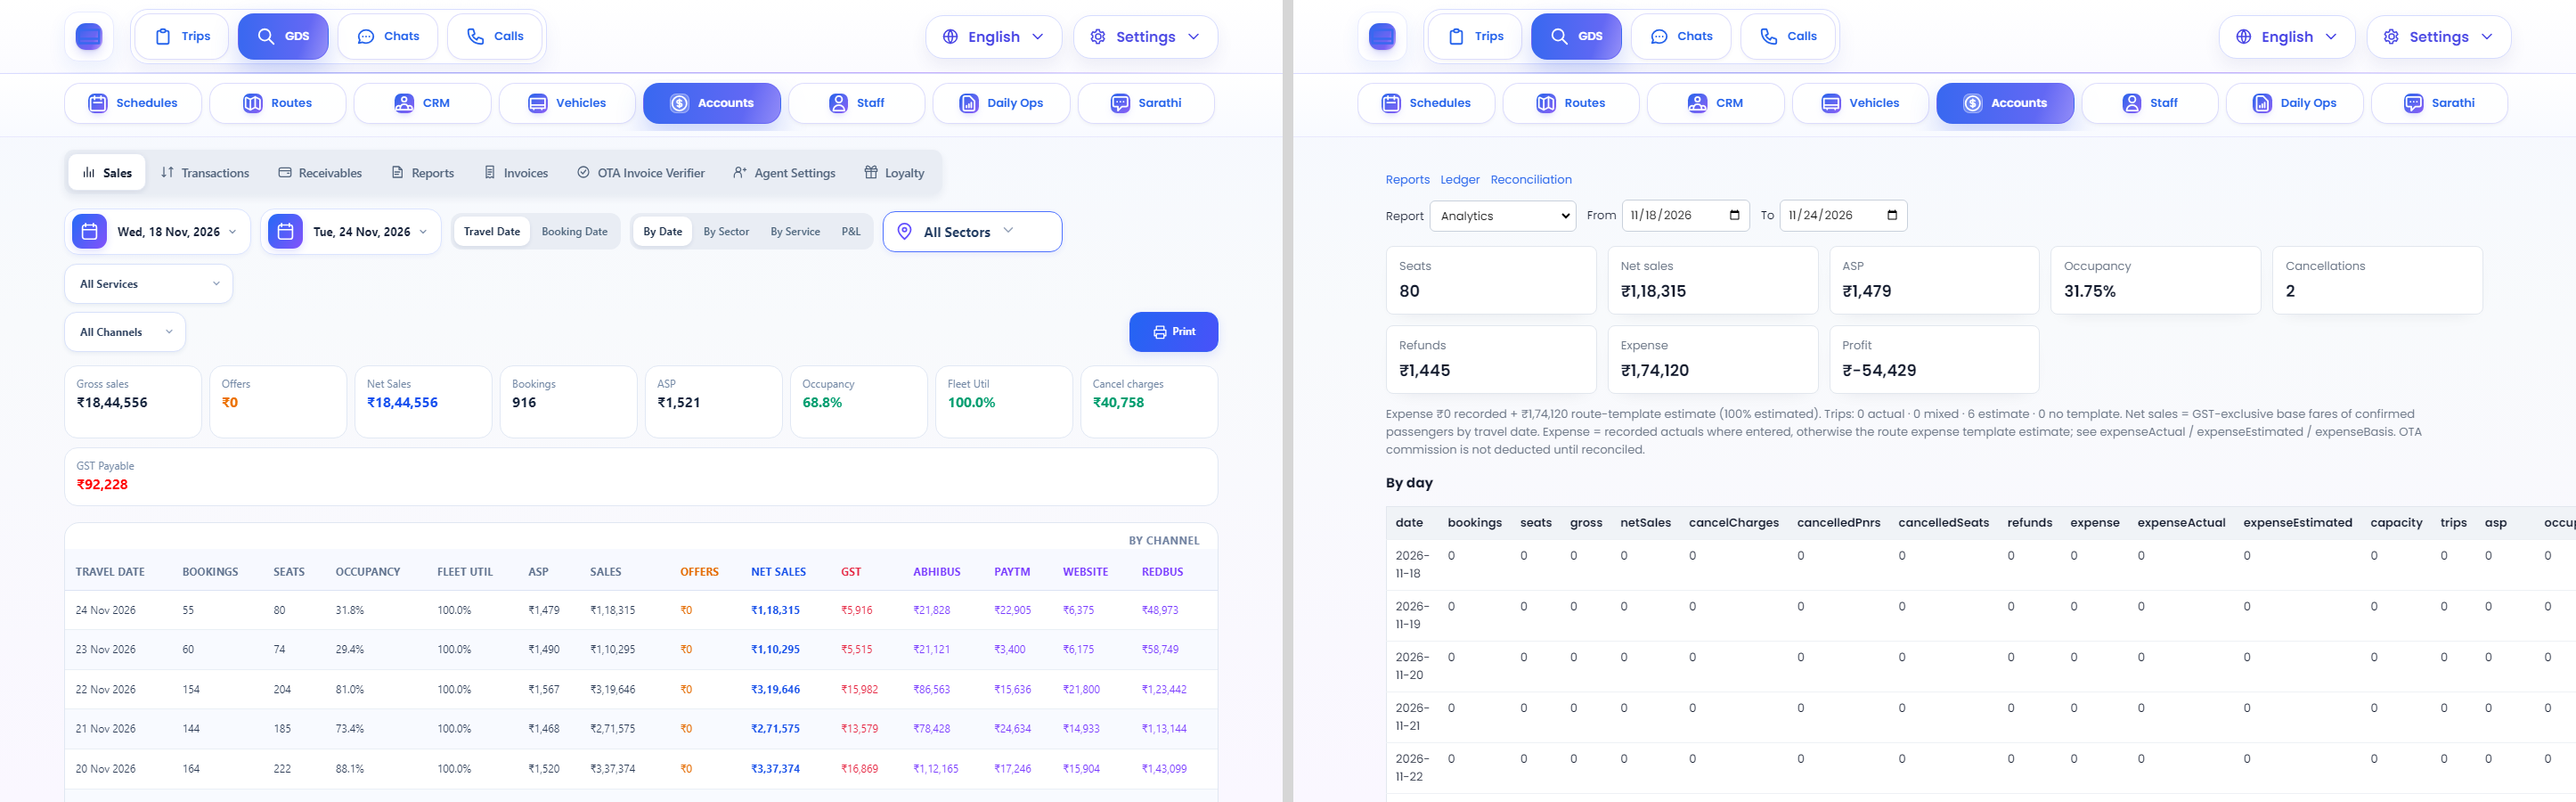 Trips GDS Chats Calls English Settings
Schedules Routes CRM Vehicles Accounts Staff Daily Ops Sarathi
Sales Transactions Receivables Reports Invoices OTA Invoice Verifier Agent Settings Loyalty
Wed, 18 Nov, 2026 Tue, 24 Nov, 2026 Travel Date Booking Date By Date By Sector By Service P&L All Sectors
All Services
All Channels Print
Gross sales Offers Net Sales Bookings ASP Occupancy Fleet Util Cancel charges
₹18,44,556 ₹0 ₹18,44,556 916 ₹1,521 68.8% 100.0% ₹40,758
GST Payable
₹92,228
BY CHANNEL
TRAVEL DATE BOOKINGS SEATS OCCUPANCY FLEET UTIL ASP SALES OFFERS NET SALES GST ABHIBUS PAYTM WEBSITE REDBUS
24 Nov 2026 55 80 31.8% 100.0% ₹1,479 ₹1,18,315 ₹0 ₹1,18,315 ₹5,916 ₹21,828 ₹22,905 ₹6,375 ₹48,973
23 Nov 2026 60 74 29.4% 100.0% ₹1,490 ₹1,10,295 ₹0 ₹1,10,295 ₹5,515 ₹21,121 ₹3,400 ₹6,175 ₹58,749
22 Nov 2026 154 204 81.0% 100.0% ₹1,567 ₹3,19,646 ₹0 ₹3,19,646 ₹15,982 ₹86,563 ₹15,636 ₹21,800 ₹1,23,442
21 Nov 2026 144 185 73.4% 100.0% ₹1,468 ₹2,71,575 ₹0 ₹2,71,575 ₹13,579 ₹78,428 ₹24,634 ₹14,933 ₹1,13,144
20 Nov 2026 164 222 88.1% 100.0% ₹1,520 ₹3,37,374 ₹0 ₹3,37,374 ₹16,869 ₹1,12,165 ₹17,246 ₹15,904 ₹1,43,099
Trips GDS Chats Calls English Settings
Schedules Routes CRM Vehicles Accounts Staff Daily Ops Sarathi
Reports Ledger Reconciliation
Report Analytics From 11/18/2026 To 11/24/2026
Seats Net sales ASP Occupancy Cancellations
80 ₹1,18,315 ₹1,479 31.75% 2
Refunds Expense Profit
₹1,445 ₹1,74,120 ₹-54,429
Expense ₹0 recorded + ₹1,74,120 route-template estimate (100% estimated). Trips: 0 actual · 0 mixed · 6 estimate · 0 no template. Net sales = GST-exclusive base fares of confirmed
passengers by travel date. Expense = recorded actuals where entered, otherwise the route expense template estimate; see expenseActual / expenseEstimated / expenseBasis. OTA
commission is not deducted until reconciled.
By day
date bookings seats gross netSales cancelCharges cancelledPnrs cancelledSeats refunds expense expenseActual expenseEstimated capacity trips asp occup
2026- 0 0 0 0 0 0 0 0 0 0 0 0 0 0 0
11-18
2026- 0 0 0 0 0 0 0 0 0 0 0 0 0 0 0
11-19
2026- 0 0 0 0 0 0 0 0 0 0 0 0 0 0 0
11-20
2026- 0 0 0 0 0 0 0 0 0 0 0 0 0 0 0
11-21
2026- 0 0 0 0 0 0 0 0 0 0 0 0 0 0 0
11-22